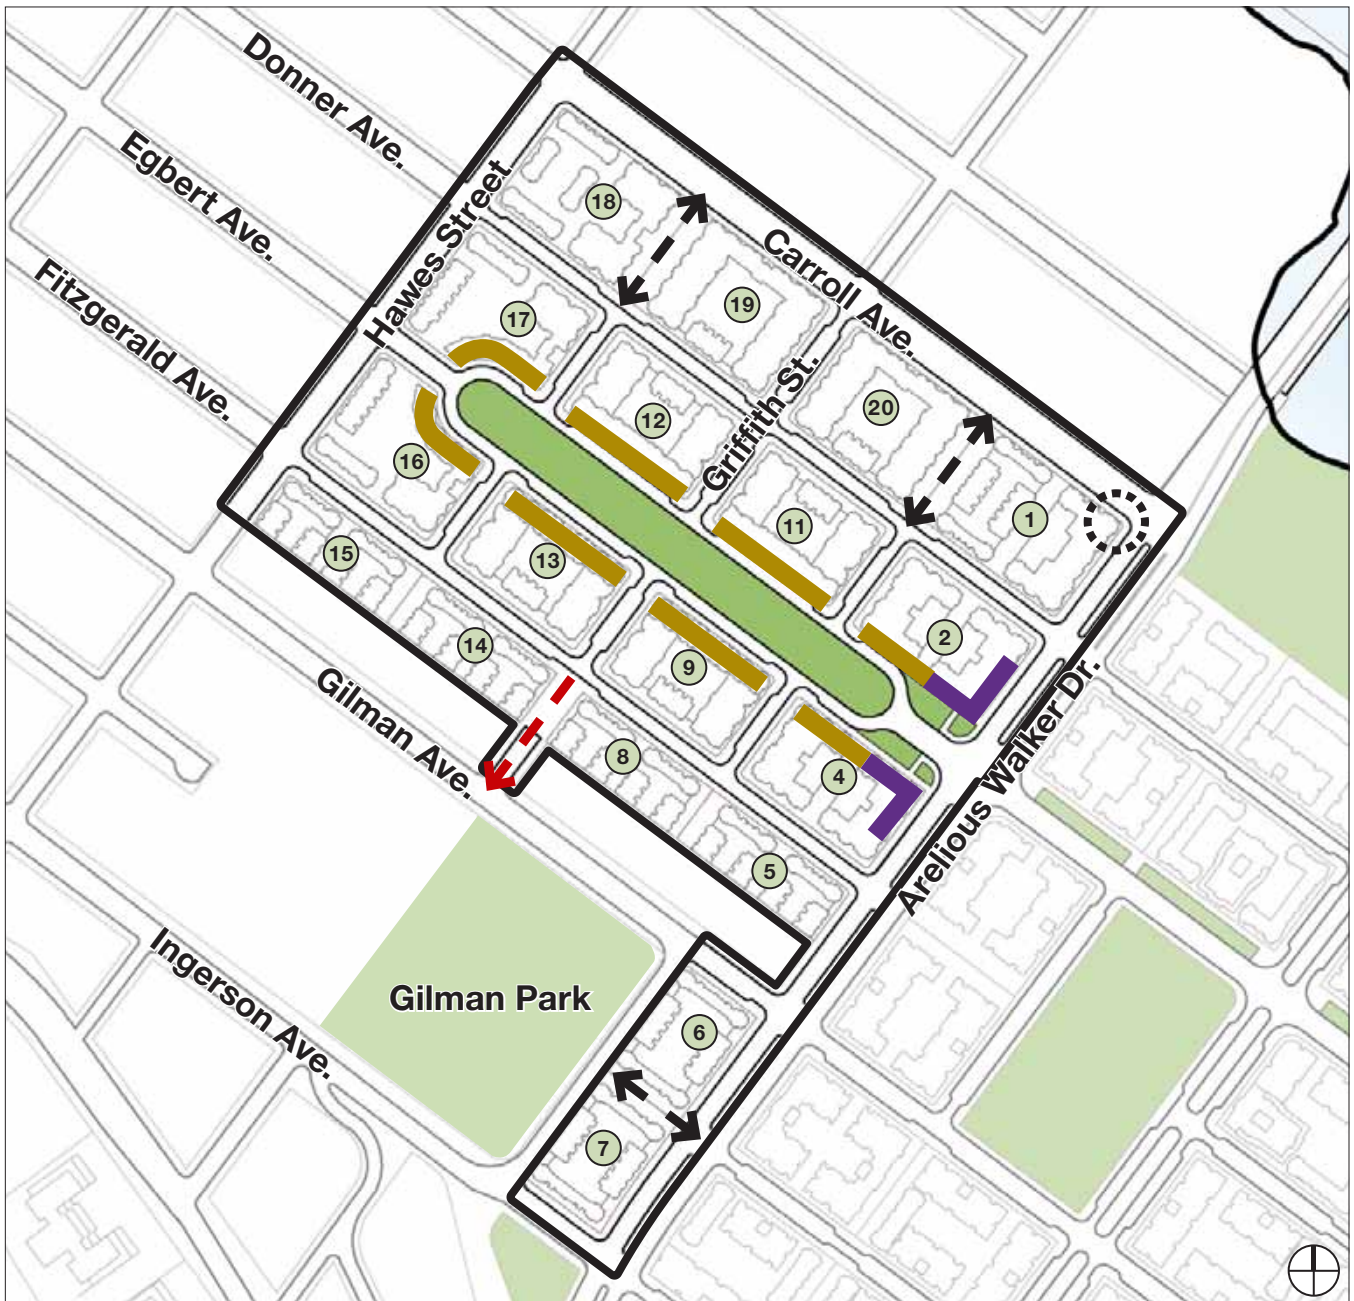 Donner Ave.
Egbert Ave.
Fitzgerald Ave.
Hawes Street
Carroll Ave.
Griffith St.
18
19
17
20
12
16
11
1
15
13
2
14
9
8
4
5
Gilman Ave.
Arelious Walker Dr.
Gilman Park
Ingerson Ave.
6
7